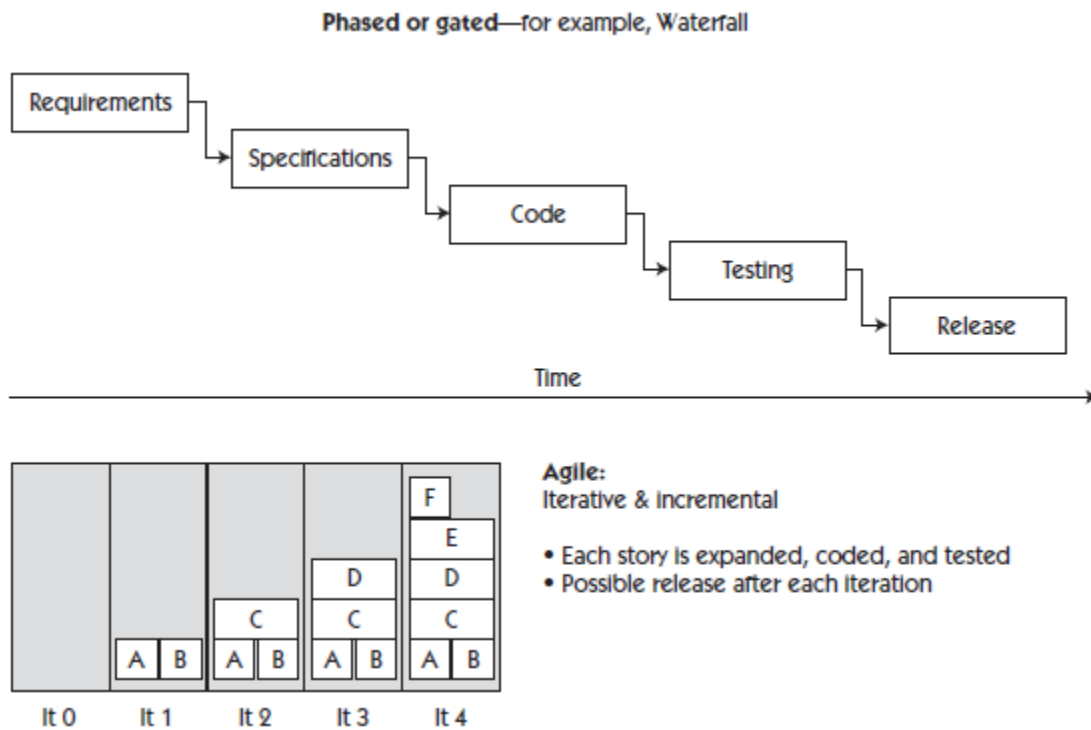 Phased or gated—for example, Waterfall
Requirements
Specifications
Code
Testing
Release
Time
Agile:
Iterative & incremental
• Each story is expanded, coded, and tested
• Possible release after each iteration
F
E
D D
C C C
A B A B A B A B
It 0 It 1 It 2 It 3 It 4